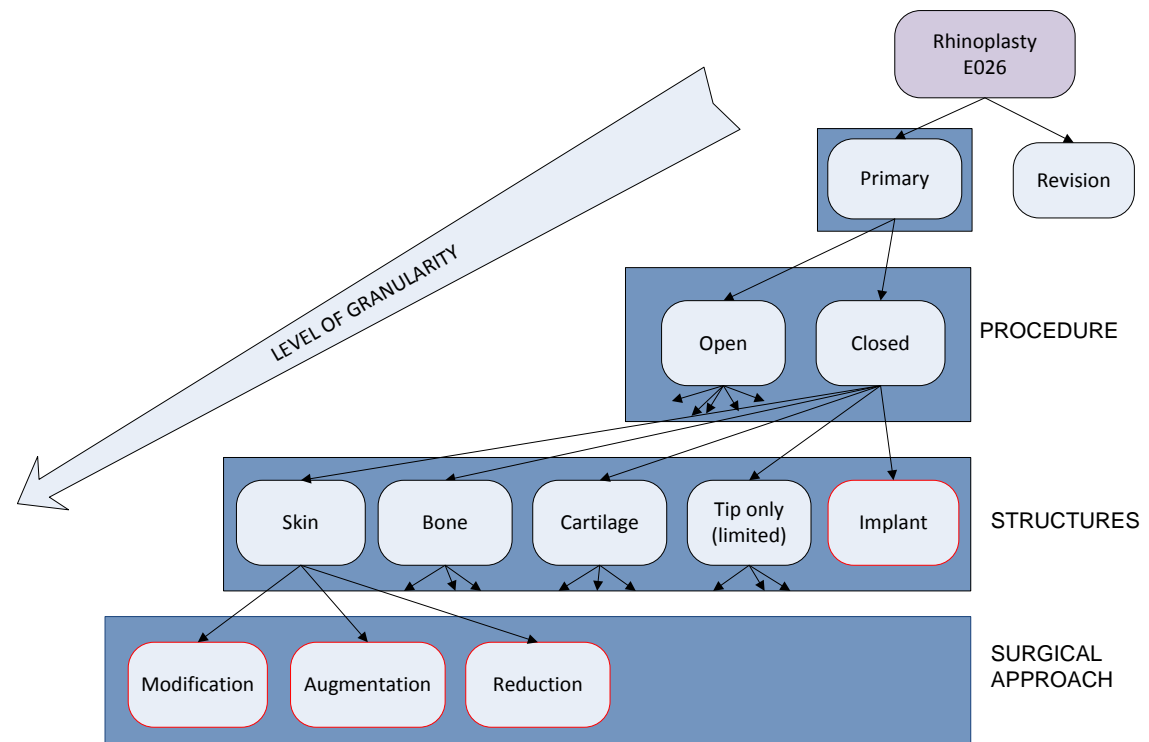 Rhinoplasty
E026
Primary
Revision
LEVEL OF GRANULARITY
Open
Closed
PROCEDURE
Skin
Bone
Cartilage
Tip only
(limited)
Implant
STRUCTURES
Modification
Augmentation
Reduction
SURGICAL
APPROACH